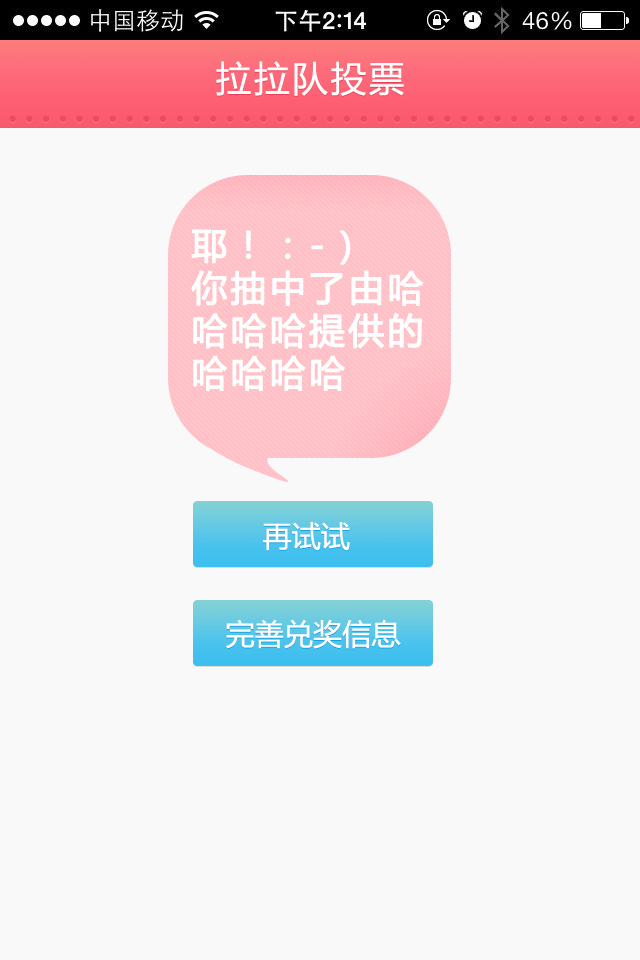 中国移动 下午2:14 46%
拉拉队投票
耶！：-）
你抽中了由哈
哈哈哈提供的
哈哈哈哈
再试试
完善兑奖信息